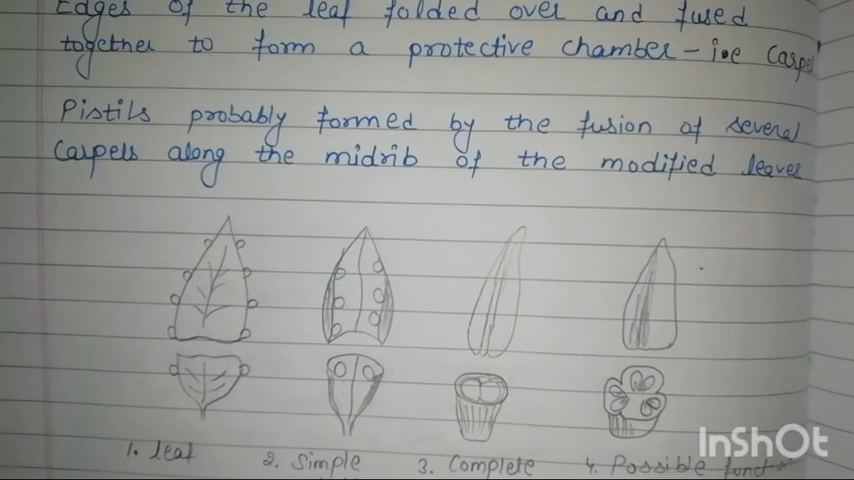 Edges of the leaf folded over and fused
together to form a protective chamber - i.e Carpel
Pistils probably formed by the fusion of several
Carpels along the midrib of the modified leaves
1. leaf
2. Simple
3. Complete
4. Possible
InShOt